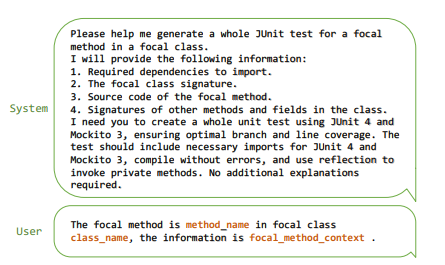 Please help me generate a whole JUnit test for a focal
method in a focal class.
I will provide the following information:
1. Required dependencies to import.
2. The focal class signature.
3. Source code of the focal method.
4. Signatures of other methods and fields in the class.
I need you to create a whole unit test using JUnit 4 and
Mockito 3, ensuring optimal branch and line coverage. The
test should include necessary imports for JUnit 4 and
Mockito 3, compile without errors, and use reflection to
invoke private methods. No additional explanations
required.
System
The focal method is method_name in focal class
class_name, the information is focal_method_context .
User